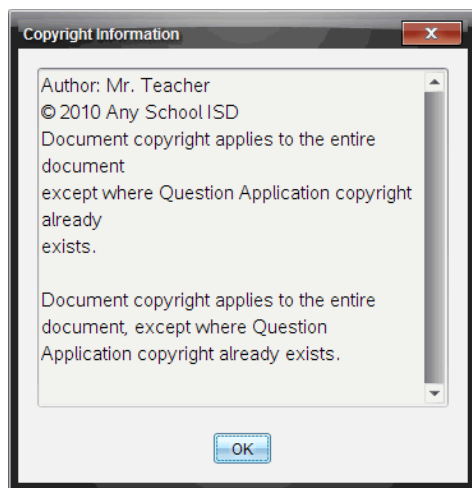 Copyright Information
Author: Mr. Teacher
© 2010 Any School ISD
Document copyright applies to the entire
document
except where Question Application copyright
already
exists.
Document copyright applies to the entire
document, except where Question
Application copyright already exists.
OK